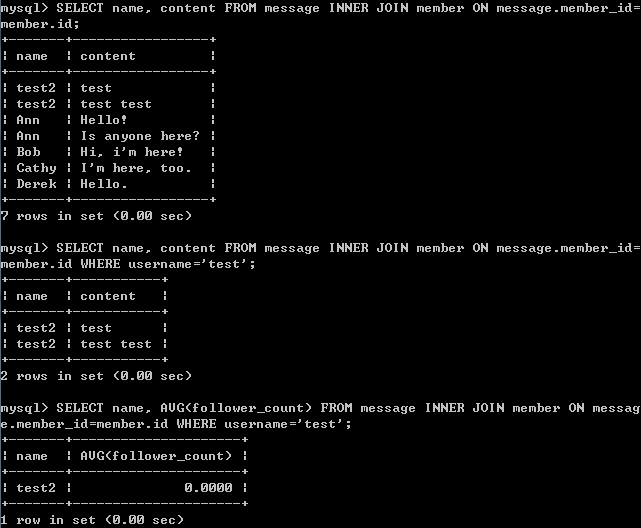 mysql> SELECT name, content FROM message INNER JOIN member ON message.member_id=
member.id;
+-------+-----------------+
¦ name  ¦ content         ¦
+-------+-----------------+
¦ test2 ¦ test            ¦
¦ test2 ¦ test test       ¦
¦ Ann   ¦ Hello!          ¦
¦ Ann   ¦ Is anyone here? ¦
¦ Bob   ¦ Hi, i'm here!   ¦
¦ Cathy ¦ I'm here, too.  ¦
¦ Derek ¦ Hello.          ¦
+-------+-----------------+
7 rows in set (0.00 sec)

mysql> SELECT name, content FROM message INNER JOIN member ON message.member_id=
member.id WHERE username='test';
+-------+-----------+
¦ name  ¦ content   ¦
+-------+-----------+
¦ test2 ¦ test      ¦
¦ test2 ¦ test test ¦
+-------+-----------+
2 rows in set (0.00 sec)

mysql> SELECT name, AVG(follower_count) FROM message INNER JOIN member ON messag
e.member_id=member.id WHERE username='test';
+-------+---------------------+
¦ name  ¦ AVG(follower_count) ¦
+-------+---------------------+
¦ test2 ¦              0.0000 ¦
+-------+---------------------+
1 row in set (0.00 sec)